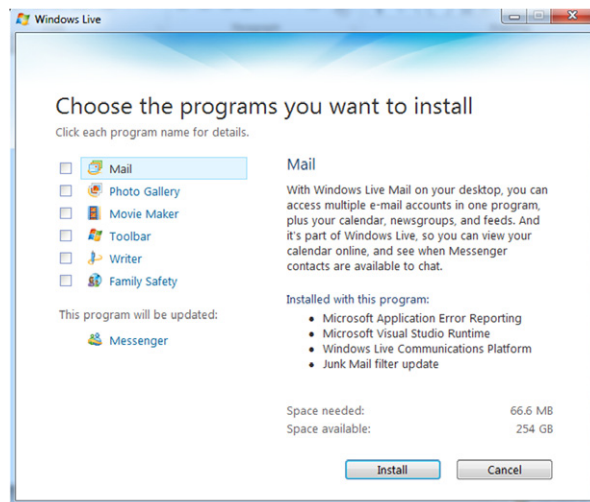 Windows Live
Choose the programs you want to install
Click each program name for details.
Mail
Photo Gallery
Movie Maker
Toolbar
Writer
Family Safety
This program will be updated:
Messenger
Mail
With Windows Live Mail on your desktop, you can
access multiple e-mail accounts in one program,
plus your calendar, newsgroups, and feeds. And
it's part of Windows Live, so you can view your
calendar online, and see when Messenger
contacts are available to chat.
Installed with this program:
• Microsoft Application Error Reporting
• Microsoft Visual Studio Runtime
• Windows Live Communications Platform
• Junk Mail filter update
Space needed: 66.6 MB
Space available: 254 GB
Install Cancel